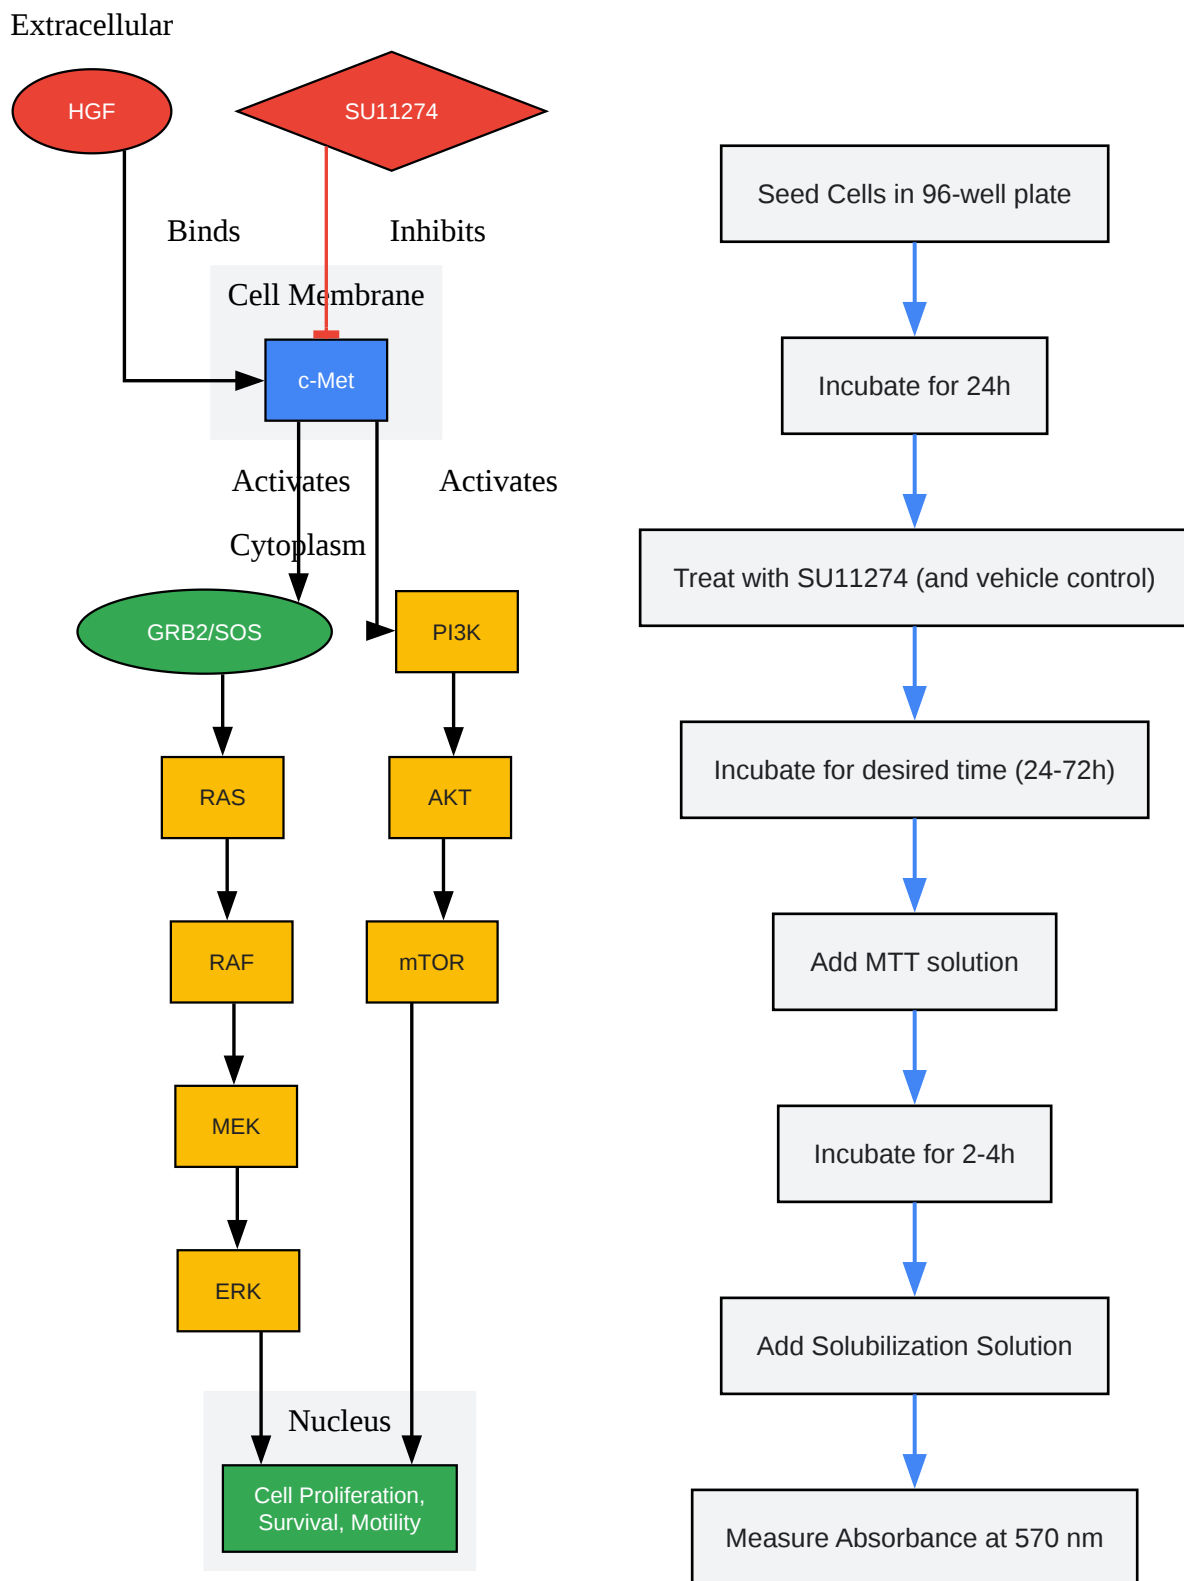 Extracellular
HGF
SU11274
Binds
Inhibits
Cell Membrane
c-Met
Activates
Activates
Cytoplasm
GRB2/SOS
PI3K
RAS
AKT
RAF
mTOR
MEK
ERK
Nucleus
Cell Proliferation,
Survival, Motility
Seed Cells in 96-well plate
Incubate for 24h
Treat with SU11274 (and vehicle control)
Incubate for desired time (24-72h)
Add MTT solution
Incubate for 2-4h
Add Solubilization Solution
Measure Absorbance at 570 nm